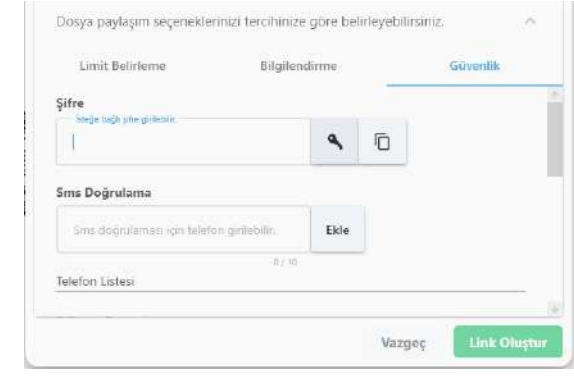 Dosya paylaşım seçeneklerinizi tercihinize göre belirleyebilirsiniz.
Limit Belirleme Bilgilendirme Güvenlik
Şifre
İsteğe bağlı şifre girilebilir.
Sms Doğrulama
Sms doğrulaması için telefon girilebilir. Ekle
0 / 10
Telefon Listesi
Vazgeç Link Oluştur